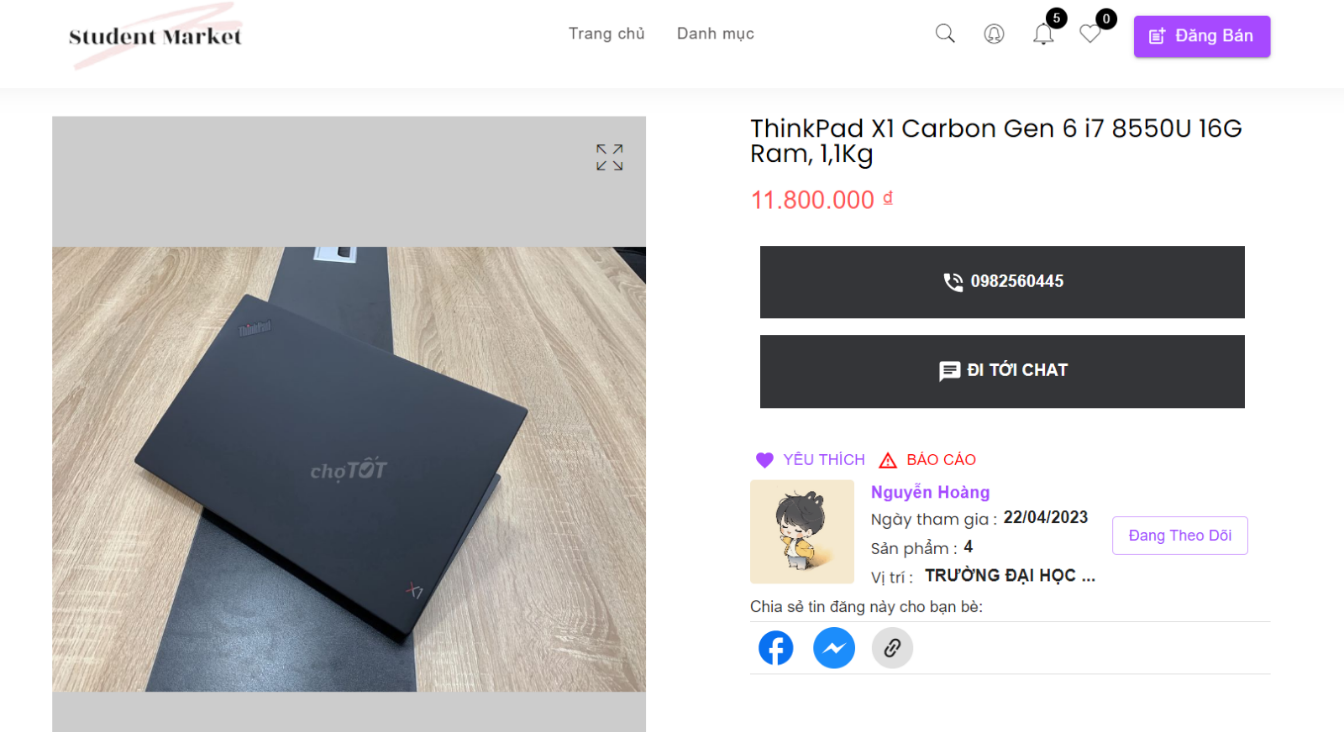 Student Market
Trang chủ
Danh mục
5
0
Đăng Bán
ThinkPad X1 Carbon Gen 6 i7 8550U 16G
Ram, 1,1Kg
11.800.000 ₫
0982560445
ĐI TỚI CHAT
ThinkPad
chợTỐT
X1
YÊU THÍCH
BÁO CÁO
Nguyễn Hoàng
Ngày tham gia : 22/04/2023
Sản phẩm : 4
Vị trí : TRƯỜNG ĐẠI HỌC ...
Đang Theo Dõi
Chia sẻ tin đăng này cho bạn bè: